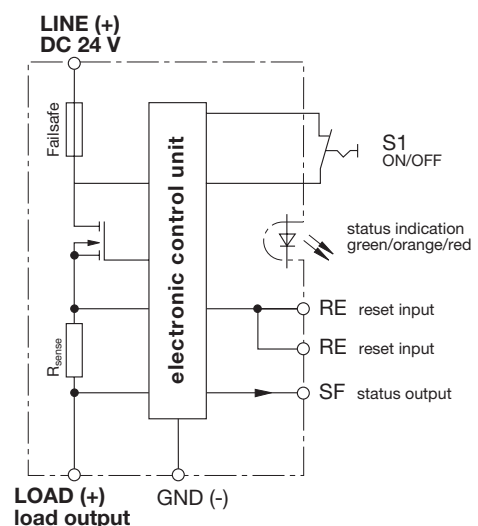 LINE (+)
DC 24 V
Failsafe
electronic control unit
S1
ON/OFF
status indication
green/orange/red
RE reset input
Rsense
RE reset input
SF status output
LOAD (+)
load output
GND (-)